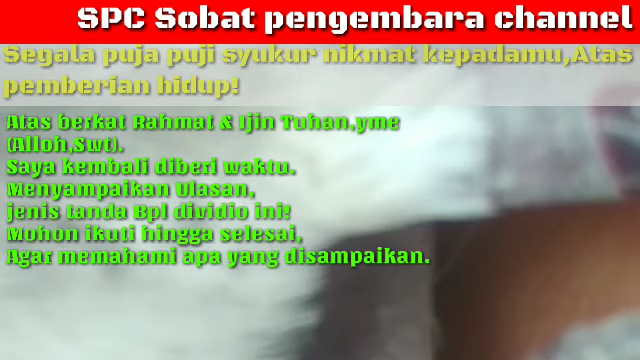 SPC Sobat pengembara channel
Segala puja puji syukur nikmat kepadamu,Atas
pemberian hidup!
Atas berkat Rahmat & Ijin Tuhan,yme
(Alloh,Swt).
Saya kembali diberi waktu.
Menyampaikan Ulasan,
jenis tanda Bpl dividio ini!
Mohon ikuti hingga selesai,
Agar memahami apa yang disampaikan.